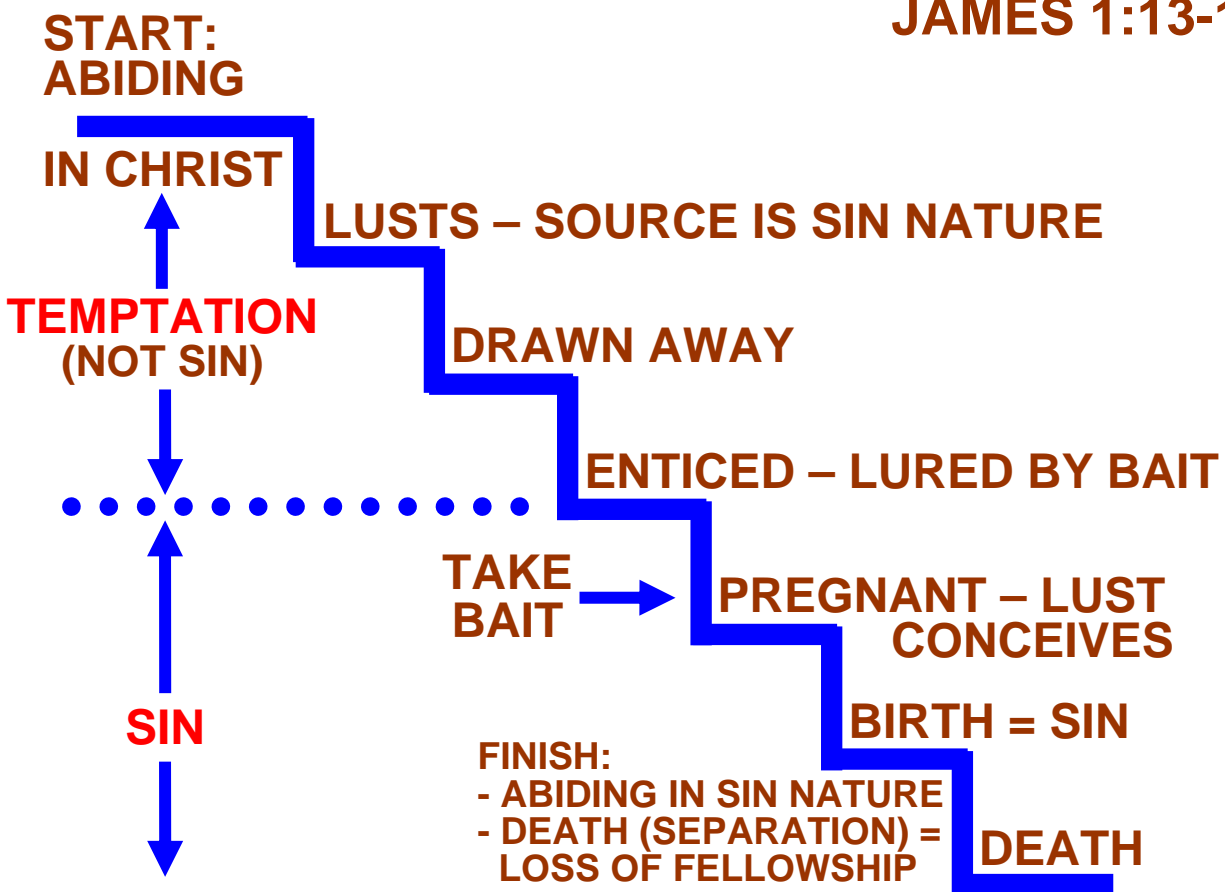 JAMES 1:13-1
START:
ABIDING
IN CHRIST
LUSTS – SOURCE IS SIN NATURE
TEMPTATION
(NOT SIN)
DRAWN AWAY
ENTICED – LURED BY BAIT
TAKE
BAIT
PREGNANT – LUST
CONCEIVES
SIN
BIRTH = SIN
FINISH:
- ABIDING IN SIN NATURE
- DEATH (SEPARATION) =
LOSS OF FELLOWSHIP
DEATH